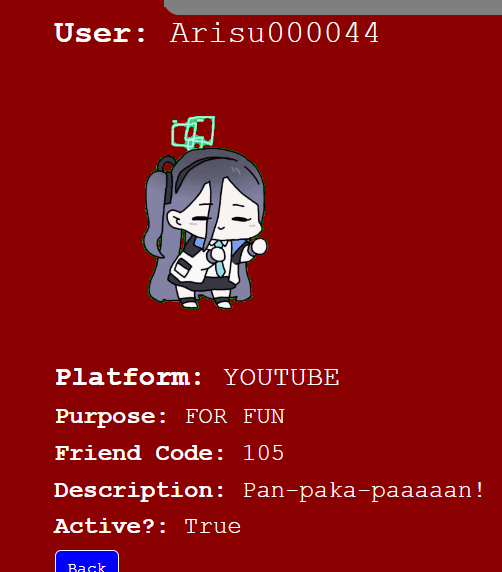 User: Arisu000044
Platform: YOUTUBE
Purpose: FOR FUN
Friend Code: 105
Description: Pan-paka-paaaaan!
Active?: True
Back